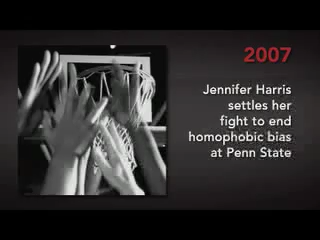 2007
Jennifer Harris
settles her
fight to end
homophobic bias
at Penn State